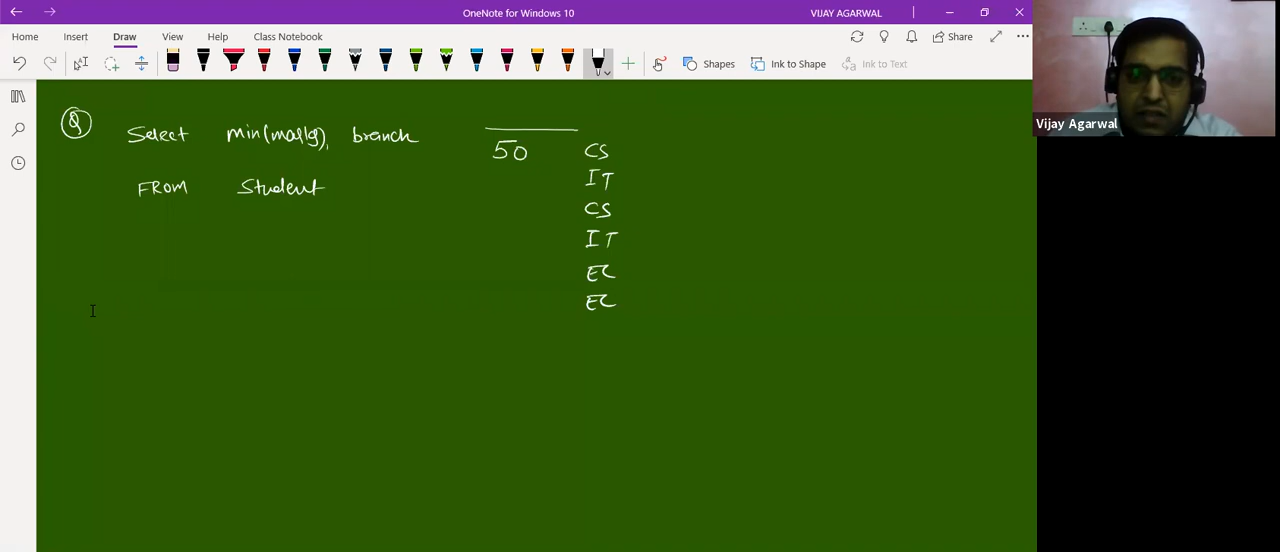 OneNote for Windows 10
VIJAY AGARWAL
Home Insert Draw View Help Class Notebook
Share
Shapes Ink to Shape Ink to Text
Vijay Agarwal
Q Select min(marks), branch
FROM Student
50 CS
IT
CS
IT
EC
EC